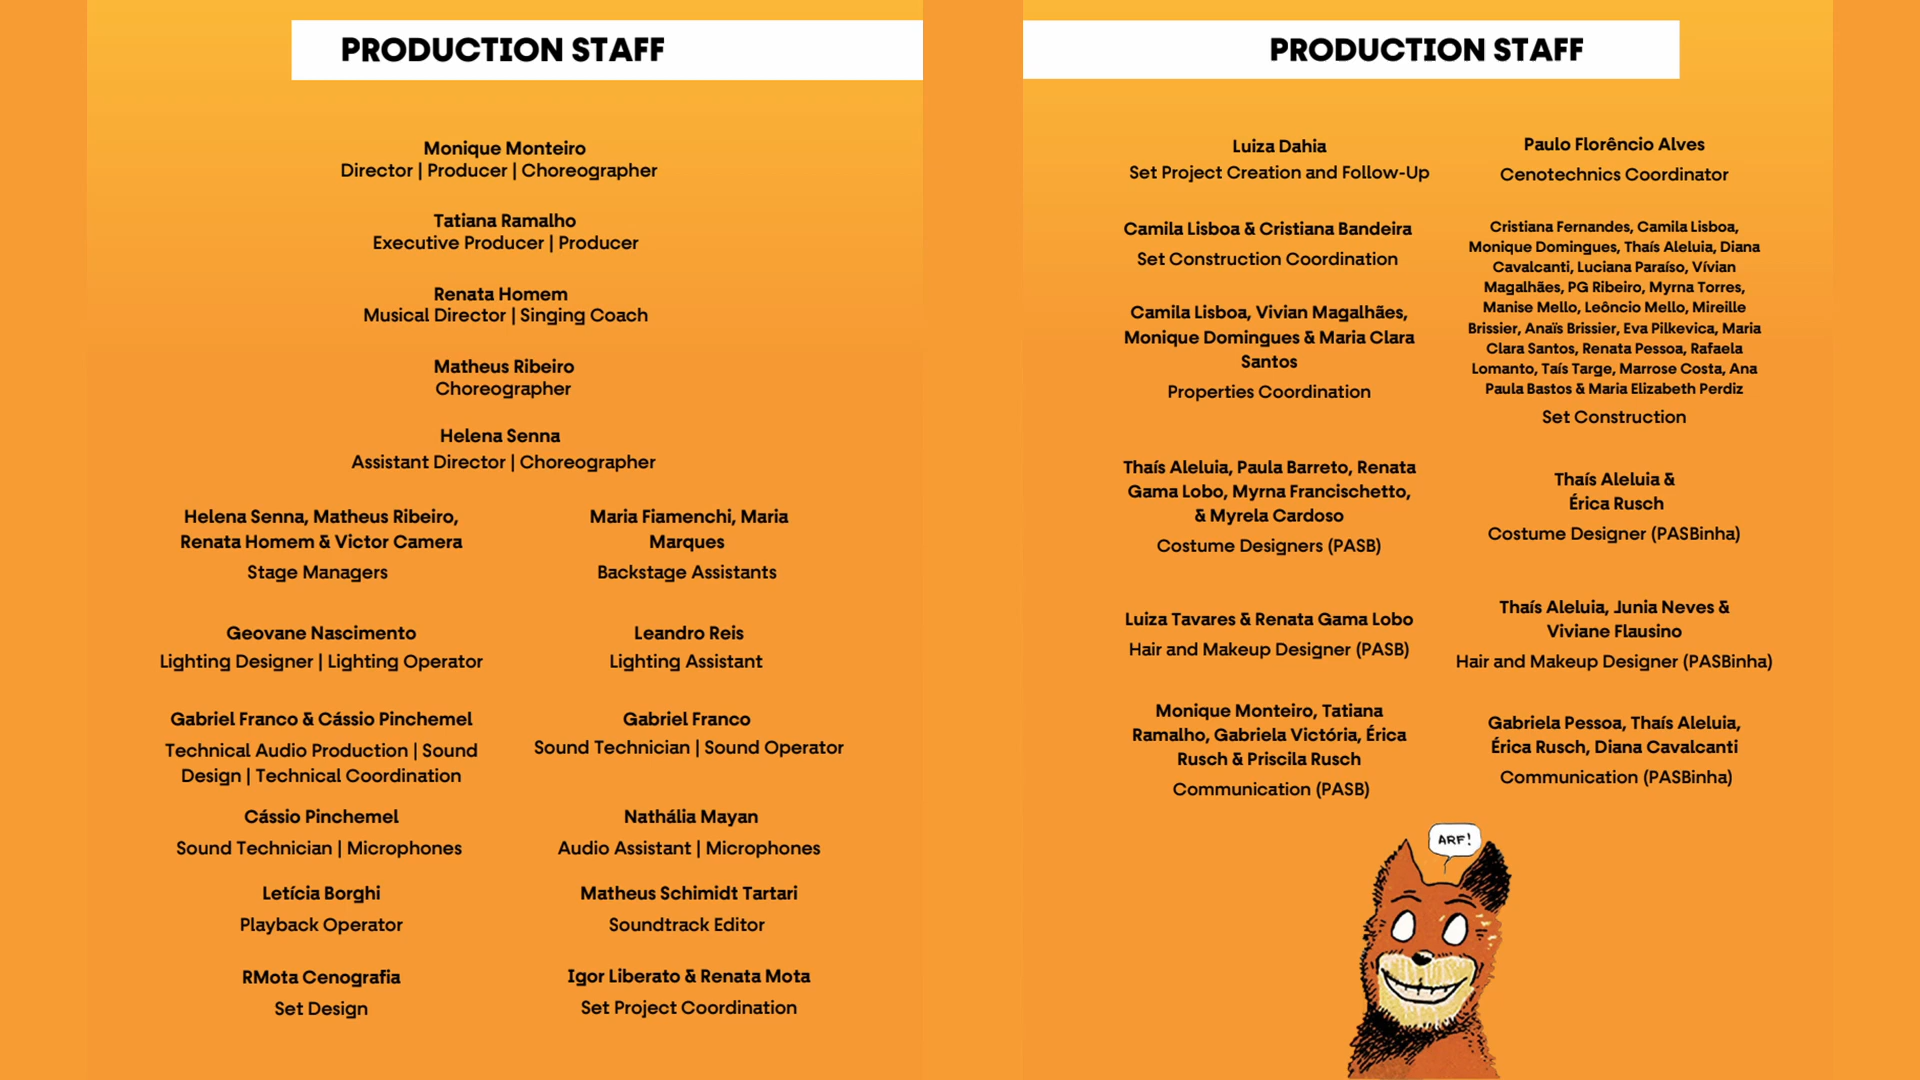 PRODUCTION STAFF
Monique Monteiro
Director | Producer | Choreographer
Tatiana Ramalho
Executive Producer | Producer
Renata Homem
Musical Director | Singing Coach
Matheus Ribeiro
Choreographer
Helena Senna
Assistant Director | Choreographer
Helena Senna, Matheus Ribeiro,
Renata Homem & Victor Camera
Stage Managers
Maria Fiamenchi, Maria
Marques
Backstage Assistants
Geovane Nascimento
Lighting Designer | Lighting Operator
Leandro Reis
Lighting Assistant
Gabriel Franco & Cássio Pinchemel
Technical Audio Production | Sound
Design | Technical Coordination
Gabriel Franco
Sound Technician | Sound Operator
Cássio Pinchemel
Sound Technician | Microphones
Nathália Mayan
Audio Assistant | Microphones
Letícia Borghi
Playback Operator
Matheus Schimidt Tartari
Soundtrack Editor
RMota Cenografia
Set Design
Igor Liberato & Renata Mota
Set Project Coordination
PRODUCTION STAFF
Luiza Dahia
Set Project Creation and Follow-Up
Paulo Florêncio Alves
Cenotechnics Coordinator
Camila Lisboa & Cristiana Bandeira
Set Construction Coordination
Camila Lisboa, Vivian Magalhães,
Monique Domingues & Maria Clara
Santos
Properties Coordination
Cristiana Fernandes, Camila Lisboa,
Monique Domingues, Thaís Aleluia, Diana
Cavalcanti, Luciana Paraíso, Vívian
Magalhães, PG Ribeiro, Myrna Torres,
Manise Mello, Leôncio Mello, Mireille
Brissier, Anaïs Brissier, Eva Pilkevica, Maria
Clara Santos, Renata Pessoa, Rafaela
Lomanto, Taís Targe, Marrose Costa, Ana
Paula Bastos & Maria Elizabeth Perdiz
Set Construction
Thaís Aleluia, Paula Barreto, Renata
Gama Lobo, Myrna Francischetto,
& Myrela Cardoso
Costume Designers (PASB)
Thaís Aleluia &
Érica Rusch
Costume Designer (PASBinha)
Luiza Tavares & Renata Gama Lobo
Hair and Makeup Designer (PASB)
Thaís Aleluia, Junia Neves &
Viviane Flausino
Hair and Makeup Designer (PASBinha)
Monique Monteiro, Tatiana
Ramalho, Gabriela Victória, Érica
Rusch & Priscila Rusch
Communication (PASB)
Gabriela Pessoa, Thaís Aleluia,
Érica Rusch, Diana Cavalcanti
Communication (PASBinha)
ARF!